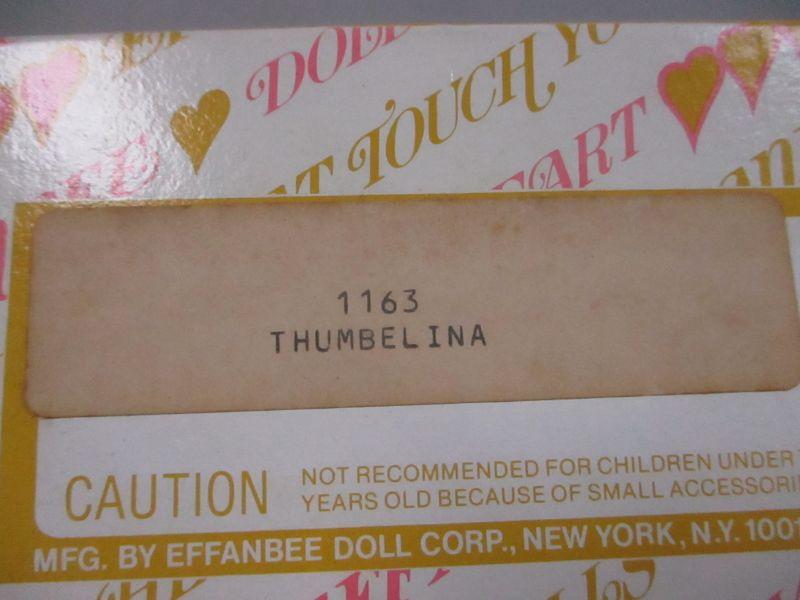 DOLL
TOUCH
1163
THUMBELINA
CAUTION
NOT RECOMMENDED FOR CHILDREN UNDER
YEARS OLD BECAUSE OF SMALL
MFG. BY EFFANBEE DOLL CORP., NEW YORK, N.Y.